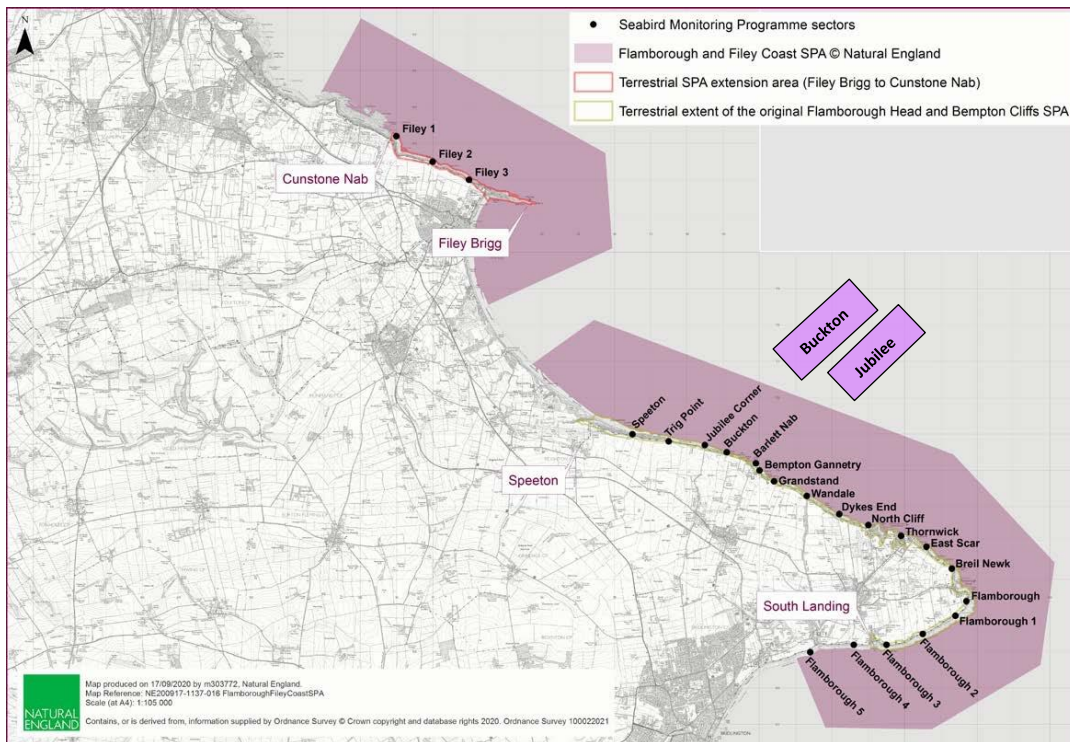 N
Seabird Monitoring Programme sectors
Flamborough and Filey Coast SPA © Natural England
Terrestrial SPA extension area (Filey Brigg to Cunstone Nab)
Terrestrial extent of the original Flamborough Head and Bempton Cliffs SPA
Filey 1
Filey 2
Filey 3
Cunstone Nab
Filey Brigg
Buckton
Jubilee
Speeton
Trig Point
Jubilee Corner
Buckton
Barlett Nab
Bempton Gannetry
Grandstand
Wandale
Dykes End
North Cliff
Thornwick
East Scar
Breil Newk
Speeton
Flamborough
Flamborough 1
South Landing
Flamborough 2
Flamborough 3
Flamborough 4
Flamborough 5
NATURAL
ENGLAND
Map produced on 17/09/2020 by m303772, Natural England.
Map Reference: NE200917-1137-016 FlamboroughFileyCoastSPA
Scale (at A4): 1:105 000
Contains, or is derived from, information supplied by Ordnance Survey © Crown copyright and database rights 2020. Ordnance Survey 100022021